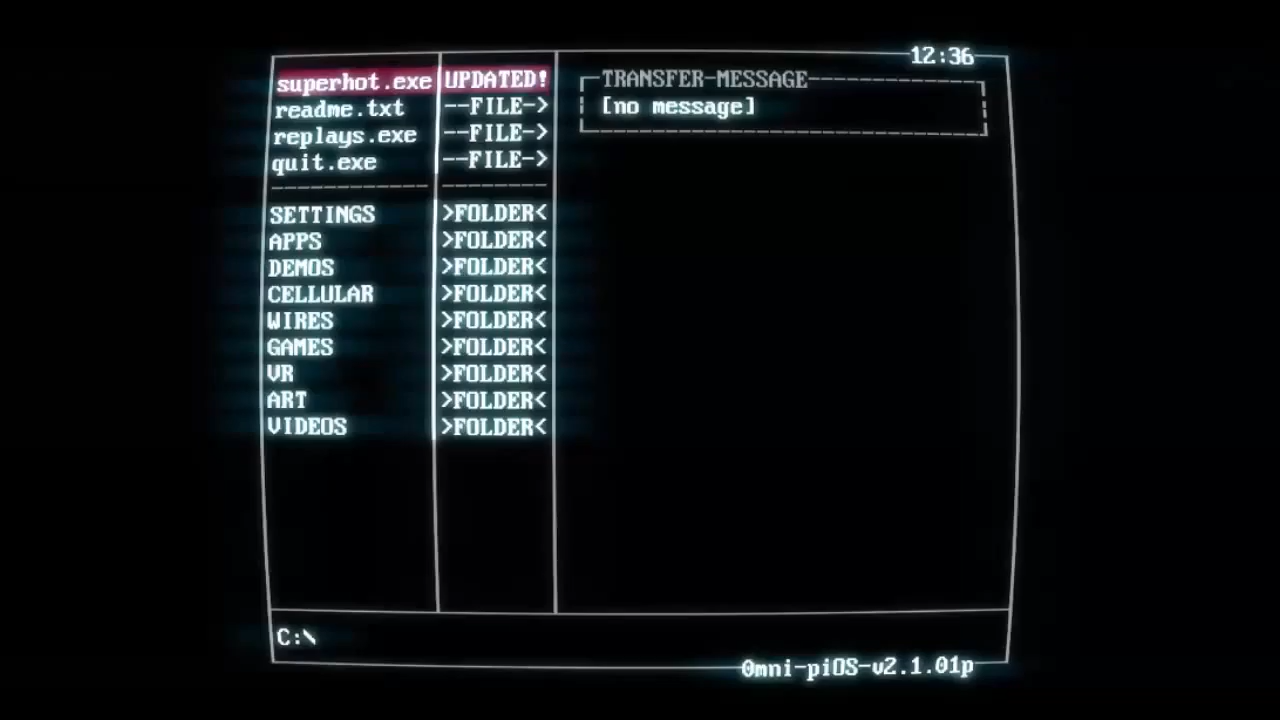 12:36
superhot.exe UPDATED!
readme.txt --FILE->
replays.exe --FILE->
quit.exe --FILE->
SETTINGS >FOLDER<
APPS >FOLDER<
DEMOS >FOLDER<
CELLULAR >FOLDER<
WIRES >FOLDER<
GAMES >FOLDER<
VR >FOLDER<
ART >FOLDER<
VIDEOS >FOLDER<
TRANSFER-MESSAGE
[no message]
C:\
0mni-piOS-v2.1.01p